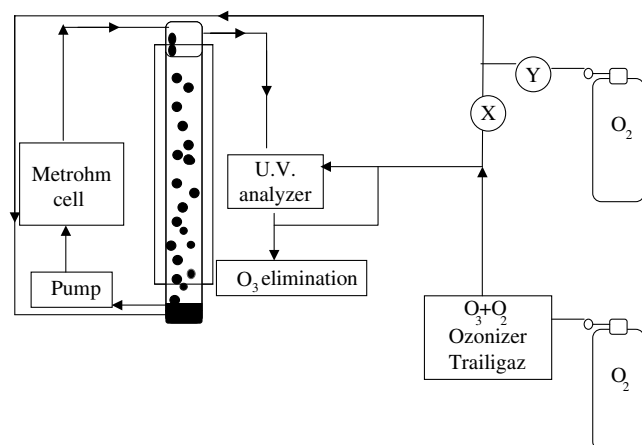 Y
X
O2
Metrohm
cell
U.V.
analyzer
O3 elimination
Pump
O3+O2
Ozonizer
Trailigaz
O2